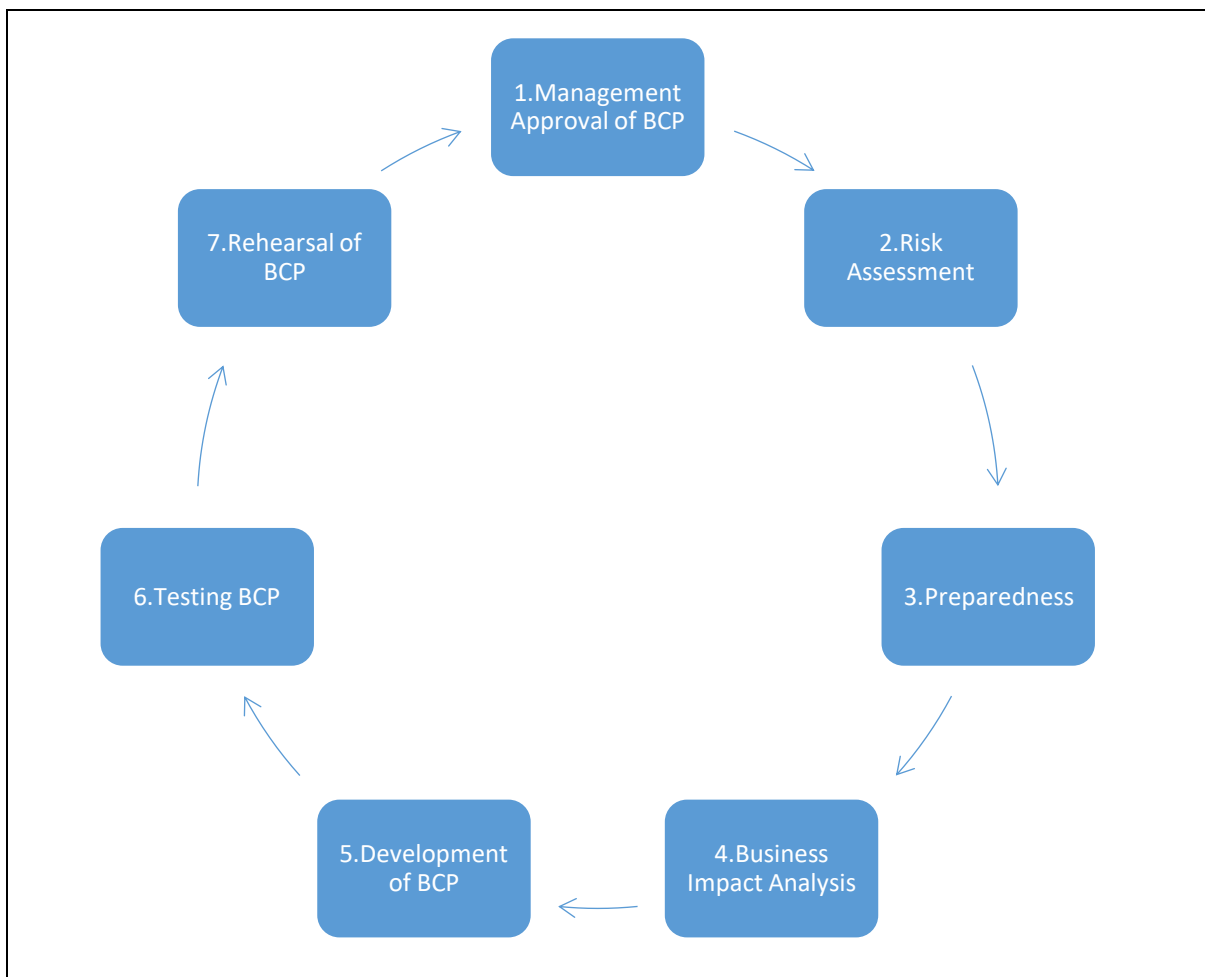 1.Management
Approval of BCP
2.Risk
Assessment
3.Preparedness
4.Business
Impact Analysis
5.Development
of BCP
6.Testing BCP
7.Rehearsal of
BCP